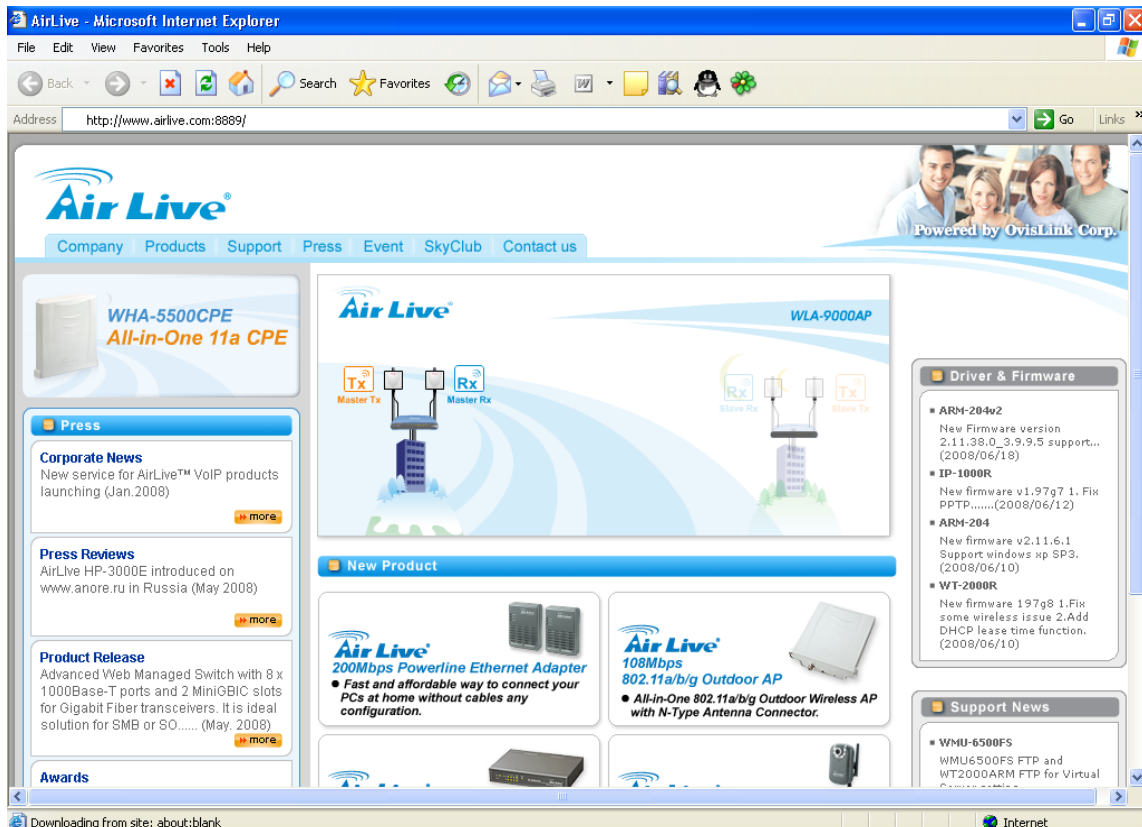 AirLive - Microsoft Internet Explorer
File Edit View Favorites Tools Help
Back Search Favorites
Address http://www.airlive.com:8889/ Go Links »
Air Live®
Powered by OvisLink Corp.
Company Products Support Press Event SkyClub Contact us
WHA-5500CPE
All-in-One 11a CPE
Press
Corporate News
New service for AirLive™ VoIP products
launching (Jan.2008)
more
Press Reviews
AirLive HP-3000E introduced on
www.anore.ru in Russia (May 2008)
more
Product Release
Advanced Web Managed Switch with 8 x
1000Base-T ports and 2 MiniGBIC slots
for Gigabit Fiber transceivers. It is ideal
solution for SMB or SO...... (May. 2008)
more
Awards
Air Live®
WLA-9000AP
Tx Rx
Master Tx Master Rx
Rx Tx
Slave Rx Slave Tx
New Product
Air Live®
200Mbps Powerline Ethernet Adapter
● Fast and affordable way to connect your
PCs at home without cables any
configuration.
Air Live®
108Mbps
802.11a/b/g Outdoor AP
● All-in-One 802.11a/b/g Outdoor Wireless AP
with N-Type Antenna Connector.
Driver & Firmware
ARM-204v2
New Firmware version
2.11.38.0_3.9.9.5 support...
(2008/06/18)
IP-1000R
New firmware v1.97g7 1. Fix
PPTP.......(2008/06/12)
ARM-204
New firmware v2.11.6.1
Support windows xp SP3.
(2008/06/10)
WT-2000R
New firmware 197g8 1.Fix
some wireless issue 2.Add
DHCP lease time function.
(2008/06/10)
Support News
WMU-6500FS
WMU6500FS FTP and
WT2000ARM FTP for Virtual
Downloading from site: about:blank
Internet